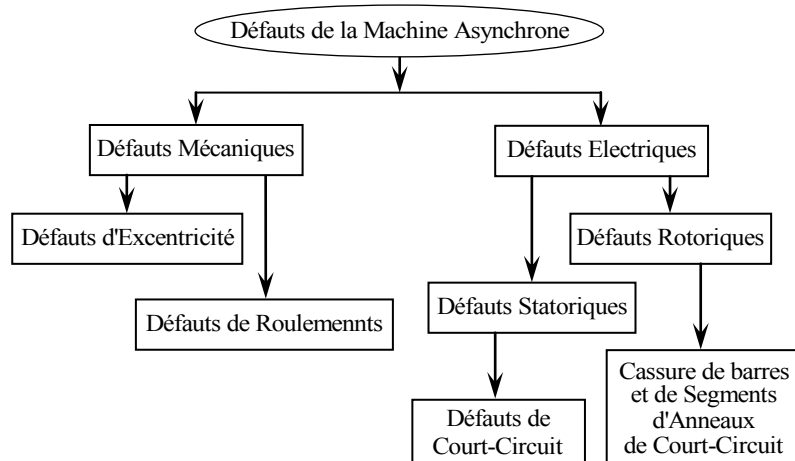 Défauts de la Machine Asynchrone
Défauts Mécaniques
Défauts Electriques
Défauts d'Excentricité
Défauts Rotoriques
Défauts de Roulemennts
Défauts Statoriques
Cassure de barres
et de Segments
d'Anneaux
de Court-Circuit
Défauts de
Court-Circuit